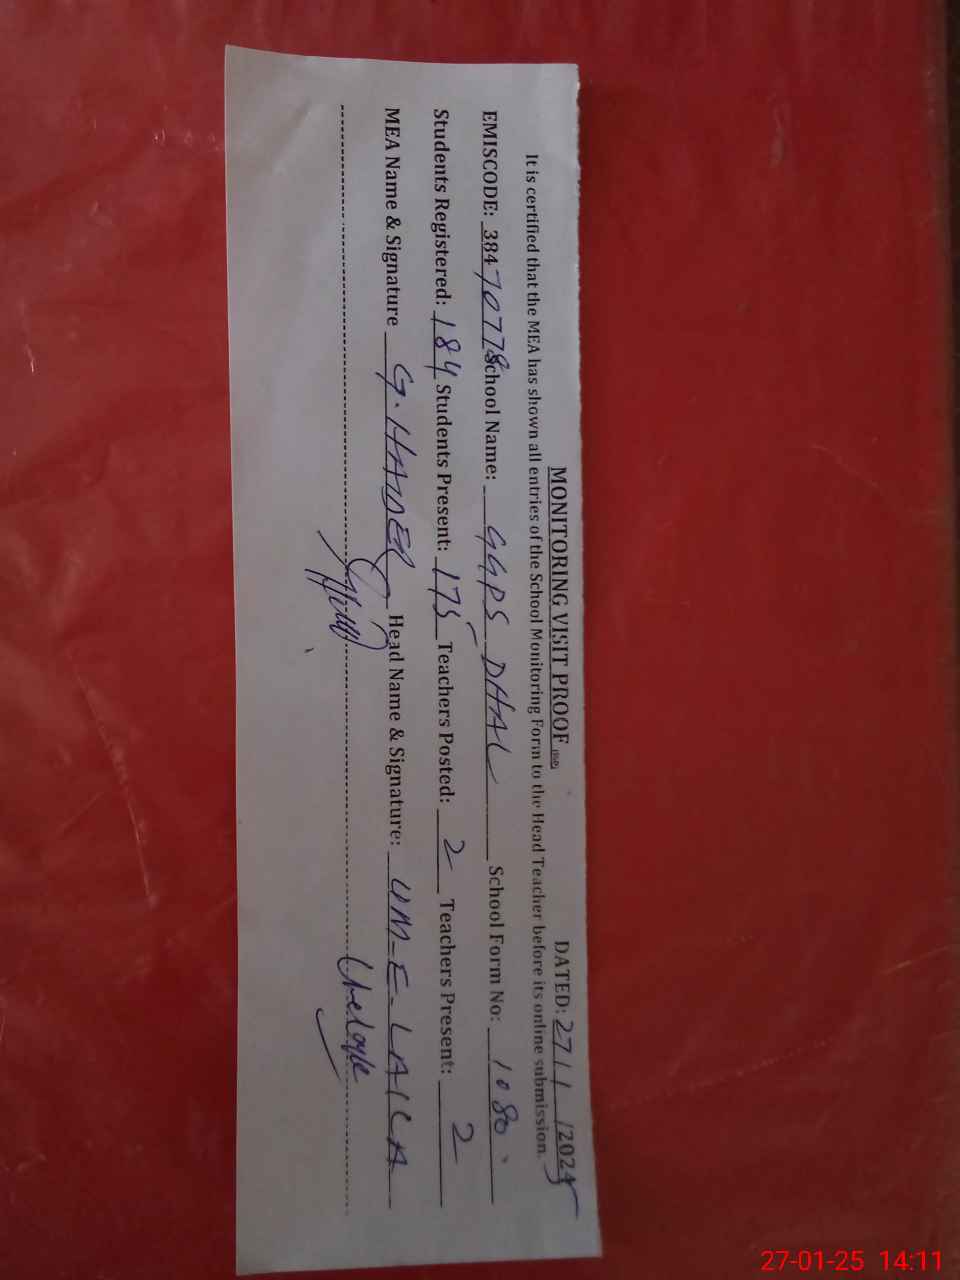 MONITORING VISIT PROOF (SMP) DATED: 27/1/2025
It is certified that the MEA has shown all entries of the School Monitoring Form to the Head Teacher before its online submission.
EMISCODE: 38470778 School Name: GGPS DHAL School Form No: 1080
Students Registered: 184 Students Present: 175 Teachers Posted: 2 Teachers Present: 2
MEA Name & Signature G. HADER Head Name & Signature: UM-E-LAICA
27-01-25 14:11